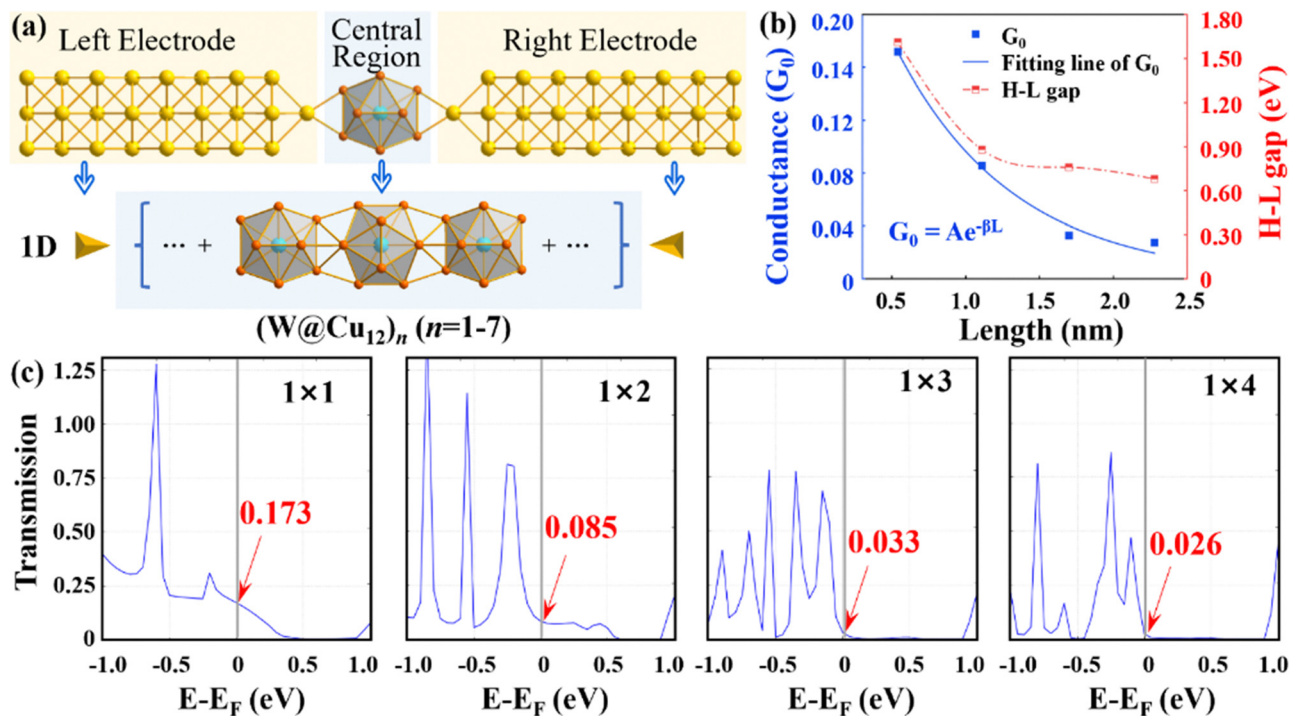 (a)
Left Electrode
Central
Region
Right Electrode
1D
... +
+ ...
(W@Cu12)n (n=1-7)
(b)
0.20
0.14
0.12
0.08
0.04
0
Conductance (G0)
G0
Fitting line of G0
H-L gap
G0 = Ae-βL
1.80
1.50
1.20
0.90
0.60
0.30
0
H-L gap (eV)
0.5
1.0
1.5
2.0
2.5
Length (nm)
(c)
Transmission
1.25
1.00
0.75
0.50
0.25
0
1×1
0.173
-1.0
-0.5
0
0.5
1.0
E-EF (eV)
1×2
0.085
-1.0
-0.5
0
0.5
1.0
E-EF (eV)
1×3
0.033
-1.0
-0.5
0
0.5
1.0
E-EF (eV)
1×4
0.026
-1.0
-0.5
0
0.5
1.0
E-EF (eV)